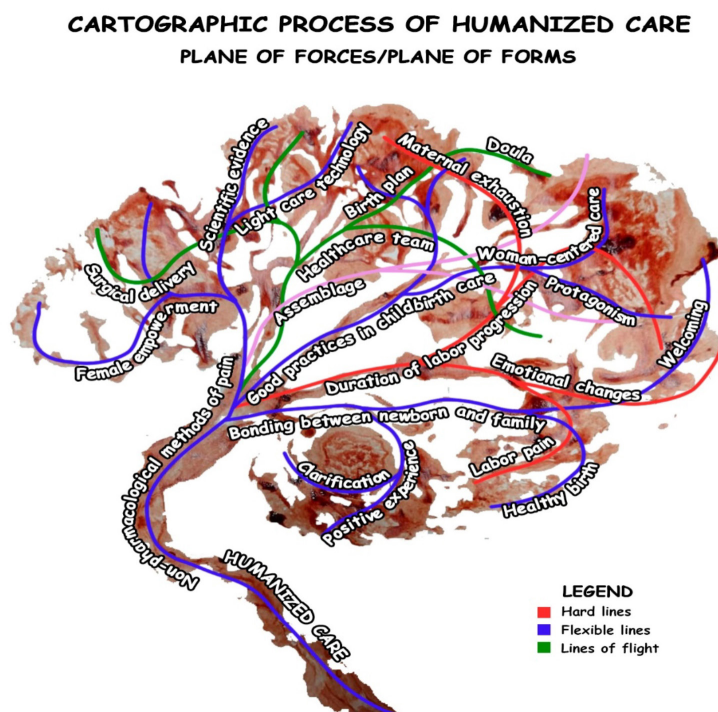 CARTOGRAPHIC PROCESS OF HUMANIZED CARE
PLANE OF FORCES/PLANE OF FORMS
Scientific evidence
Light care technology
Maternal exhaustion
Doula
Birth plan
Healthcare team
Woman-centered care
Surgical delivery
Assemblage
Protagonism
Female empowerment
Good practices in childbirth care
Welcoming
Duration of labor progression
Emotional changes
Non-pharmacological methods of pain
Bonding between newborn and family
Labor pain
Clarification
Positive experience
Healthy birth
HUMANIZED CARE
LEGEND
Hard lines
Flexible lines
Lines of flight